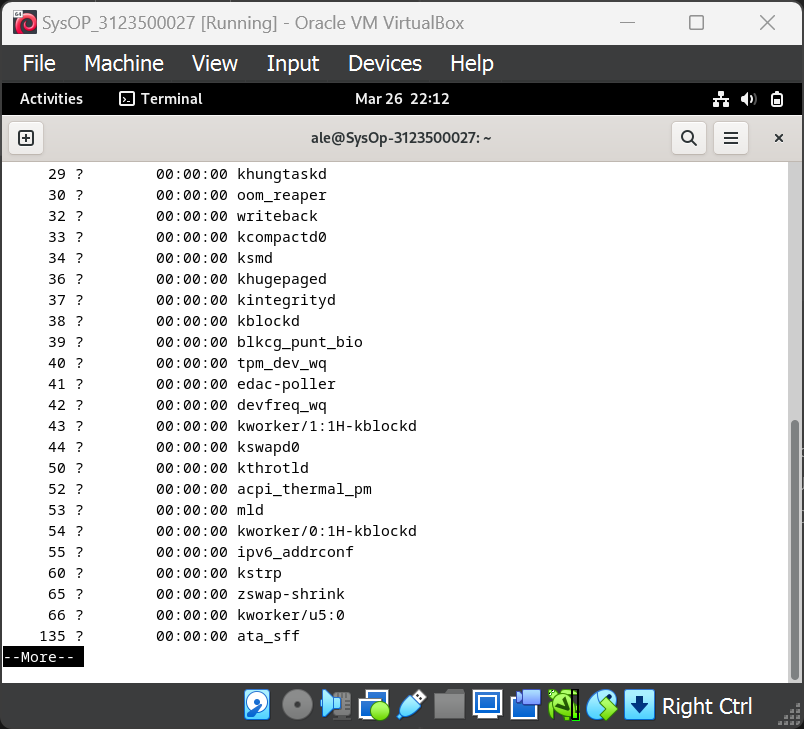 SysOP_3123500027 [Running] - Oracle VM VirtualBox
File Machine View Input Devices Help
Activities Terminal Mar 26 22:12
ale@SysOp-3123500027: ~
29 ? 00:00:00 khungtaskd
30 ? 00:00:00 oom_reaper
32 ? 00:00:00 writeback
33 ? 00:00:00 kcompactd0
34 ? 00:00:00 ksmd
36 ? 00:00:00 khugepaged
37 ? 00:00:00 kintegrityd
38 ? 00:00:00 kblockd
39 ? 00:00:00 blkcg_punt_bio
40 ? 00:00:00 tpm_dev_wq
41 ? 00:00:00 edac-poller
42 ? 00:00:00 devfreq_wq
43 ? 00:00:00 kworker/1:1H-kblockd
44 ? 00:00:00 kswapd0
50 ? 00:00:00 kthrotld
52 ? 00:00:00 acpi_thermal_pm
53 ? 00:00:00 mld
54 ? 00:00:00 kworker/0:1H-kblockd
55 ? 00:00:00 ipv6_addrconf
60 ? 00:00:00 kstrp
65 ? 00:00:00 zswap-shrink
66 ? 00:00:00 kworker/u5:0
135 ? 00:00:00 ata_sff
--More--
Right Ctrl